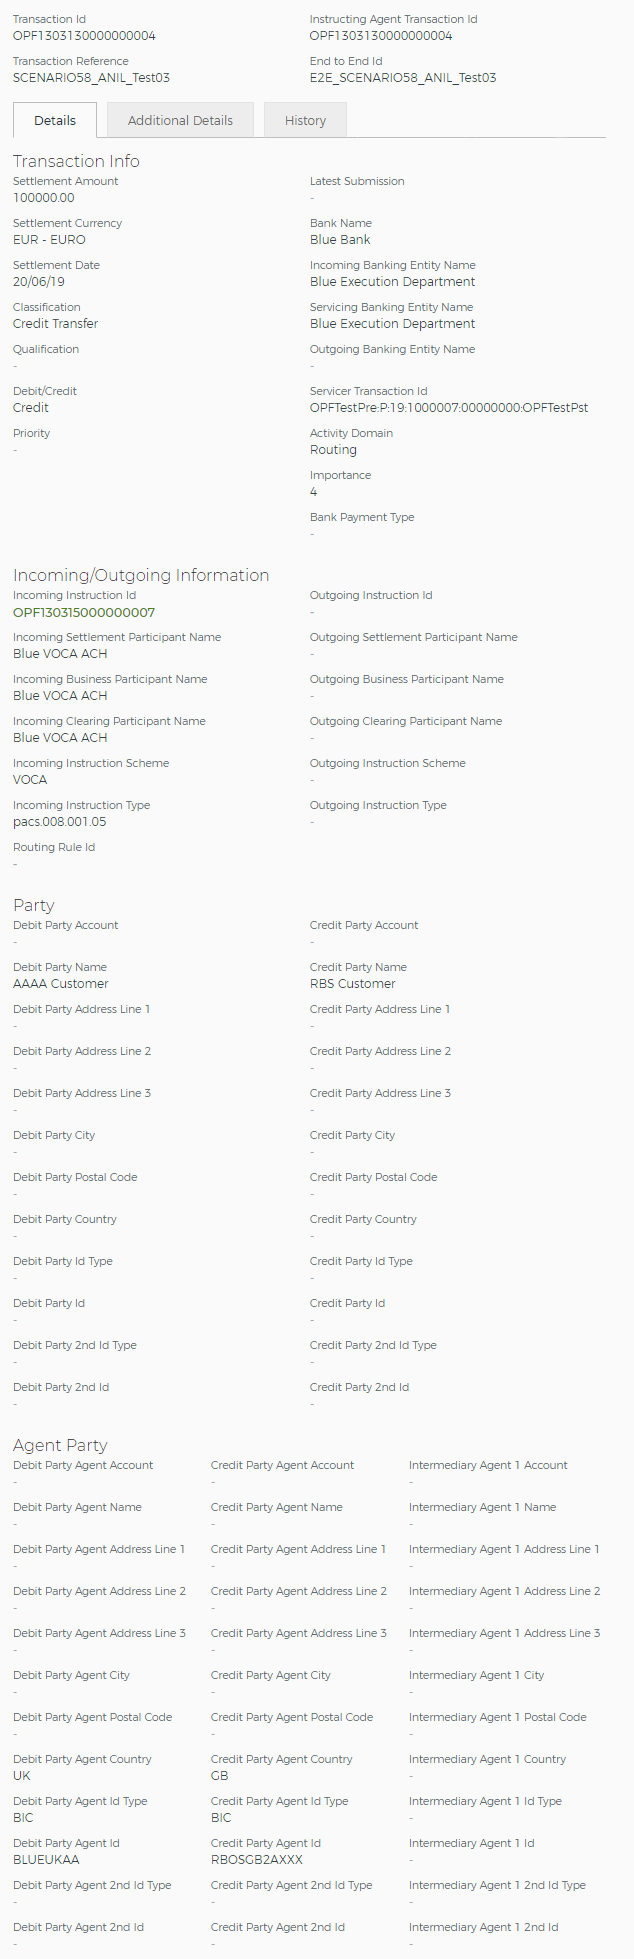 Transaction Id Instructing Agent Transaction Id
OPF1303130000000004 OPF1303130000000004
Transaction Reference End to End Id
SCENARIO58_ANIL_Test03 E2E_SCENARIO58_ANIL_Test03
Details Additional Details History
Transaction Info
Settlement Amount Latest Submission
100000.00 -
Settlement Currency Bank Name
EUR - EURO Blue Bank
Settlement Date Incoming Banking Entity Name
20/06/19 Blue Execution Department
Classification Servicing Banking Entity Name
Credit Transfer Blue Execution Department
Qualification Outgoing Banking Entity Name
- -
Debit/Credit Servicer Transaction Id
Credit OPFTestPre:P:19:1000007:00000000:OPFTestPst
Priority Activity Domain
- Routing
Importance
4
Bank Payment Type
-
Incoming/Outgoing Information
Incoming Instruction Id Outgoing Instruction Id
OPF130315000000007 -
Incoming Settlement Participant Name Outgoing Settlement Participant Name
Blue VOCA ACH -
Incoming Business Participant Name Outgoing Business Participant Name
Blue VOCA ACH -
Incoming Clearing Participant Name Outgoing Clearing Participant Name
Blue VOCA ACH -
Incoming Instruction Scheme Outgoing Instruction Scheme
VOCA -
Incoming Instruction Type Outgoing Instruction Type
pacs.008.001.05 -
Routing Rule Id
-
Party
Debit Party Account Credit Party Account
- -
Debit Party Name Credit Party Name
AAAA Customer RBS Customer
Debit Party Address Line 1 Credit Party Address Line 1
- -
Debit Party Address Line 2 Credit Party Address Line 2
- -
Debit Party Address Line 3 Credit Party Address Line 3
- -
Debit Party City Credit Party City
- -
Debit Party Postal Code Credit Party Postal Code
- -
Debit Party Country Credit Party Country
- -
Debit Party Id Type Credit Party Id Type
- -
Debit Party Id Credit Party Id
- -
Debit Party 2nd Id Type Credit Party 2nd Id Type
- -
Debit Party 2nd Id Credit Party 2nd Id
- -
Agent Party
Debit Party Agent Account Credit Party Agent Account Intermediary Agent 1 Account
- - -
Debit Party Agent Name Credit Party Agent Name Intermediary Agent 1 Name
- - -
Debit Party Agent Address Line 1 Credit Party Agent Address Line 1 Intermediary Agent 1 Address Line 1
- - -
Debit Party Agent Address Line 2 Credit Party Agent Address Line 2 Intermediary Agent 1 Address Line 2
- - -
Debit Party Agent Address Line 3 Credit Party Agent Address Line 3 Intermediary Agent 1 Address Line 3
- - -
Debit Party Agent City Credit Party Agent City Intermediary Agent 1 City
- - -
Debit Party Agent Postal Code Credit Party Agent Postal Code Intermediary Agent 1 Postal Code
- - -
Debit Party Agent Country Credit Party Agent Country Intermediary Agent 1 Country
UK GB -
Debit Party Agent Id Type Credit Party Agent Id Type Intermediary Agent 1 Id Type
BIC BIC -
Debit Party Agent Id Credit Party Agent Id Intermediary Agent 1 Id
BLUEUKAA RBOSGB2AXXX -
Debit Party Agent 2nd Id Type Credit Party Agent 2nd Id Type Intermediary Agent 1 2nd Id Type
- - -
Debit Party Agent 2nd Id Credit Party Agent 2nd Id Intermediary Agent 1 2nd Id
- - -